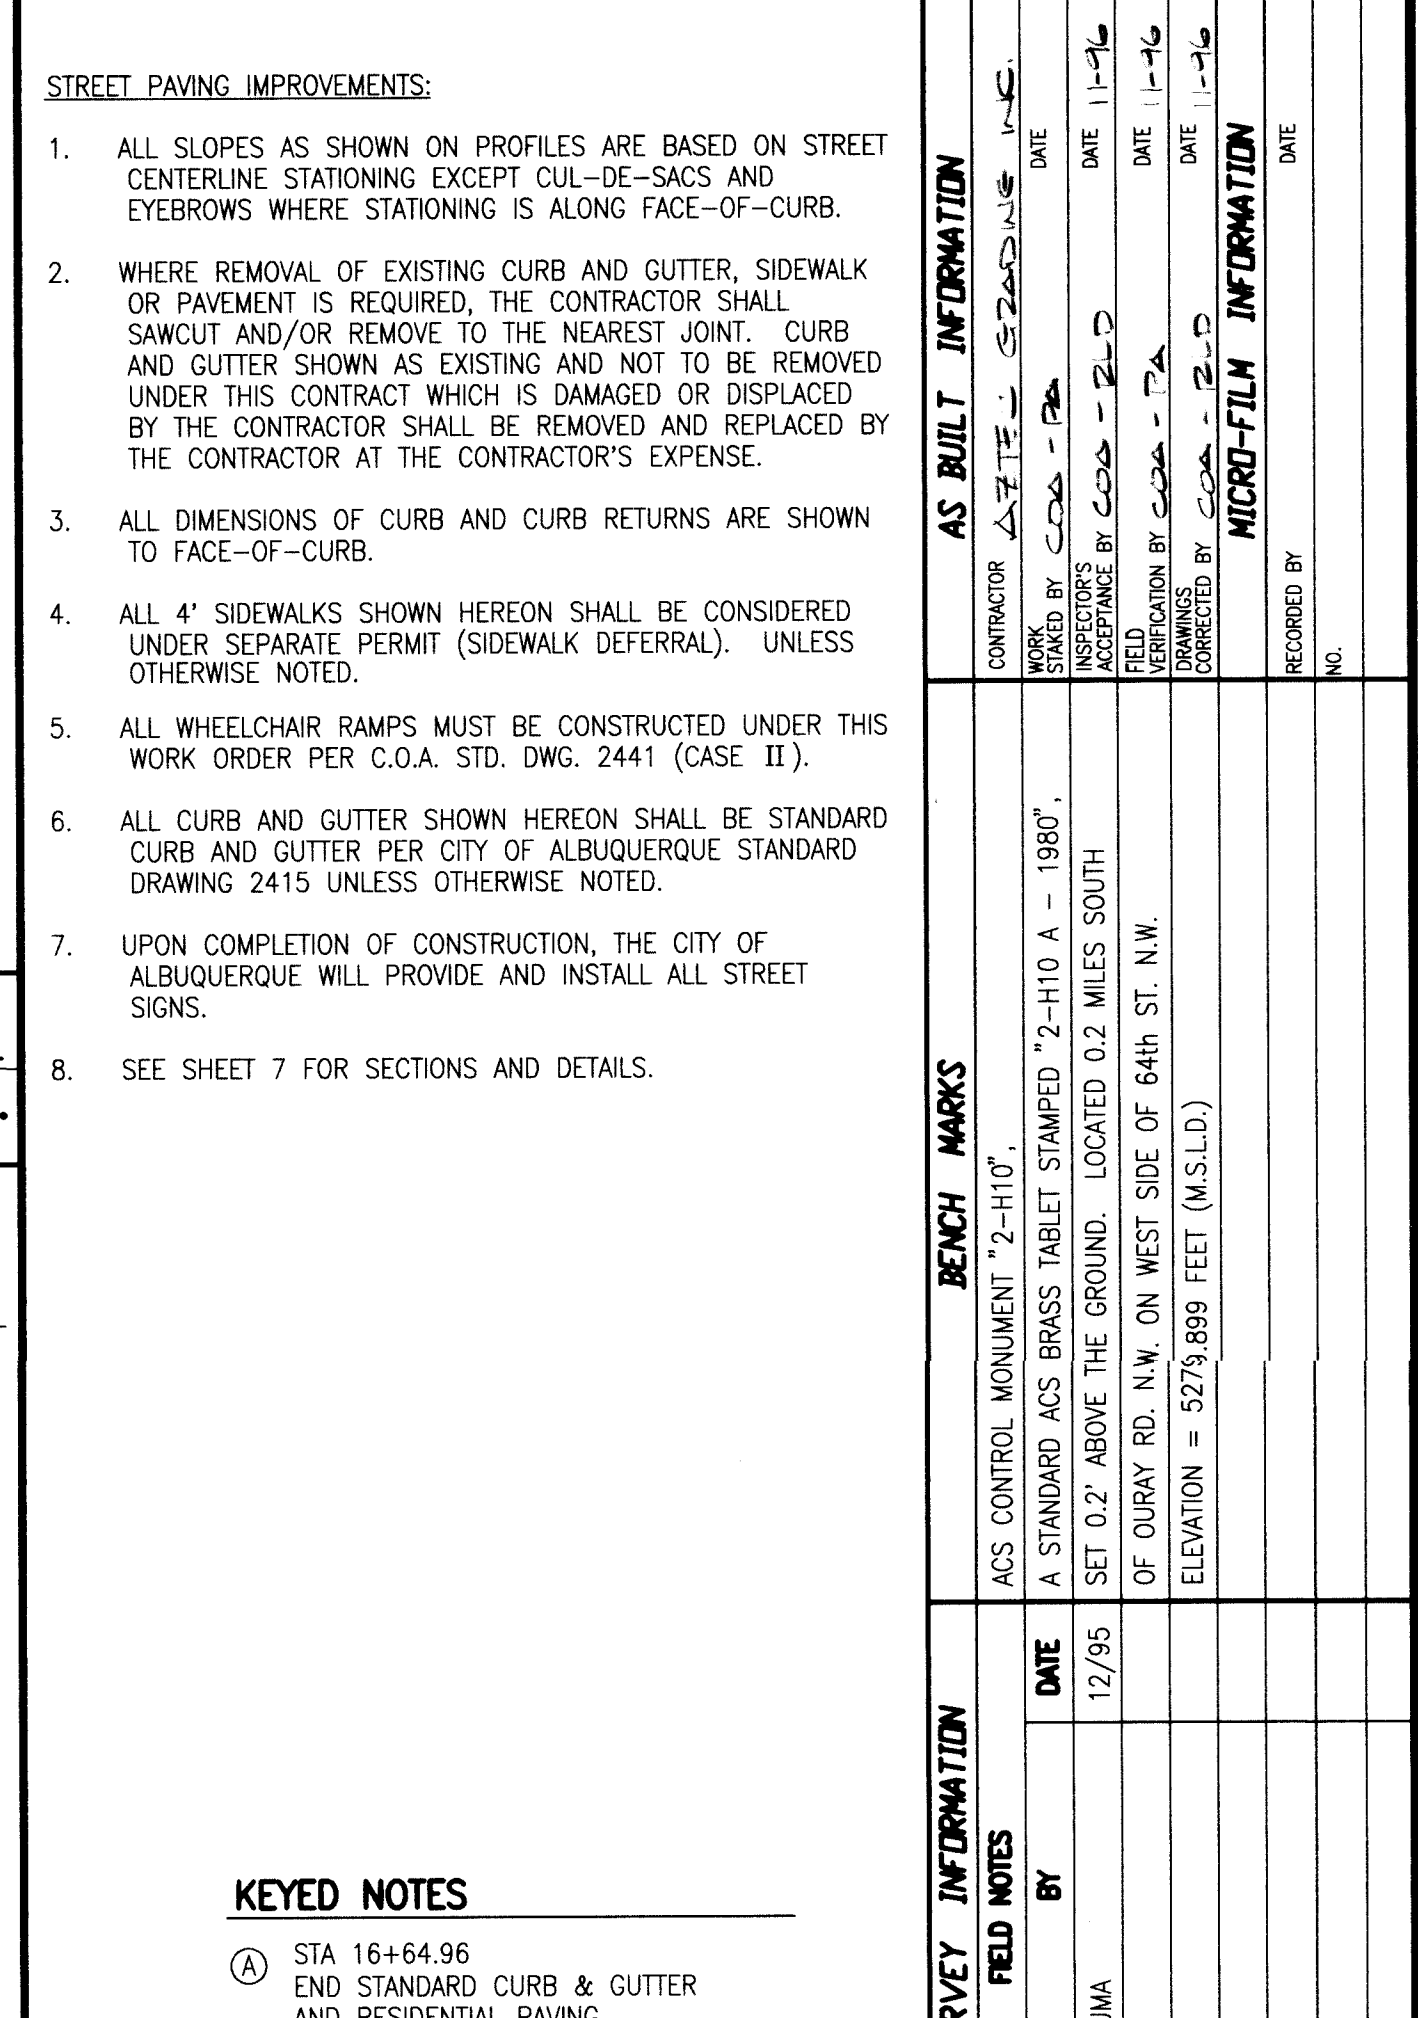 STREET PAVING IMPROVEMENTS:
1. ALL SLOPES AS SHOWN ON PROFILES ARE BASED ON STREET
CENTERLINE STATIONING EXCEPT CUL-DE-SACS AND
EYEBROWS WHERE STATIONING IS ALONG FACE-OF-CURB.
2. WHERE REMOVAL OF EXISTING CURB AND GUTTER, SIDEWALK
OR PAVEMENT IS REQUIRED, THE CONTRACTOR SHALL
SAWCUT AND/OR REMOVE TO THE NEAREST JOINT. CURB
AND GUTTER SHOWN AS EXISTING AND NOT TO BE REMOVED
UNDER THIS CONTRACT WHICH IS DAMAGED OR DISPLACED
BY THE CONTRACTOR SHALL BE REMOVED AND REPLACED BY
THE CONTRACTOR AT THE CONTRACTOR'S EXPENSE.
3. ALL DIMENSIONS OF CURB AND CURB RETURNS ARE SHOWN
TO FACE-OF-CURB.
4. ALL 4' SIDEWALKS SHOWN HEREON SHALL BE CONSIDERED
UNDER SEPARATE PERMIT (SIDEWALK DEFERRAL). UNLESS
OTHERWISE NOTED.
5. ALL WHEELCHAIR RAMPS MUST BE CONSTRUCTED UNDER THIS
WORK ORDER PER C.O.A. STD. DWG. 2441 (CASE II).
6. ALL CURB AND GUTTER SHOWN HEREON SHALL BE STANDARD
CURB AND GUTTER PER CITY OF ALBUQUERQUE STANDARD
DRAWING 2415 UNLESS OTHERWISE NOTED.
7. UPON COMPLETION OF CONSTRUCTION, THE CITY OF
ALBUQUERQUE WILL PROVIDE AND INSTALL ALL STREET
SIGNS.
8. SEE SHEET 7 FOR SECTIONS AND DETAILS.
KEYED NOTES
A STA 16+64.96
END STANDARD CURB & GUTTER
AND RESIDENTIAL PAVING
AS BUILT INFORMATION
CONTRACTOR AZTEC GRADING INC.
WORK
STAKED BY COA - PA DATE
INSPECTOR'S
ACCEPTANCE BY COA - RLD DATE 11-96
FIELD
VERIFICATION BY COA - PA DATE 11-96
DRAWINGS
CORRECTED BY COA - RLD DATE 11-96
MICRO-FILM INFORMATION
RECORDED BY DATE
NO.
BENCH MARKS
ACS CONTROL MONUMENT "2-H10",
A STANDARD ACS BRASS TABLET STAMPED "2-H10 A - 1980",
SET 0.2' ABOVE THE GROUND. LOCATED 0.2 MILES SOUTH
OF OURAY RD. N.W. ON WEST SIDE OF 64th ST. N.W.
ELEVATION = 5279.899 FEET (M.S.L.D.)
RVEY INFORMATION
FIELD NOTES
BY DATE
UMA 12/95